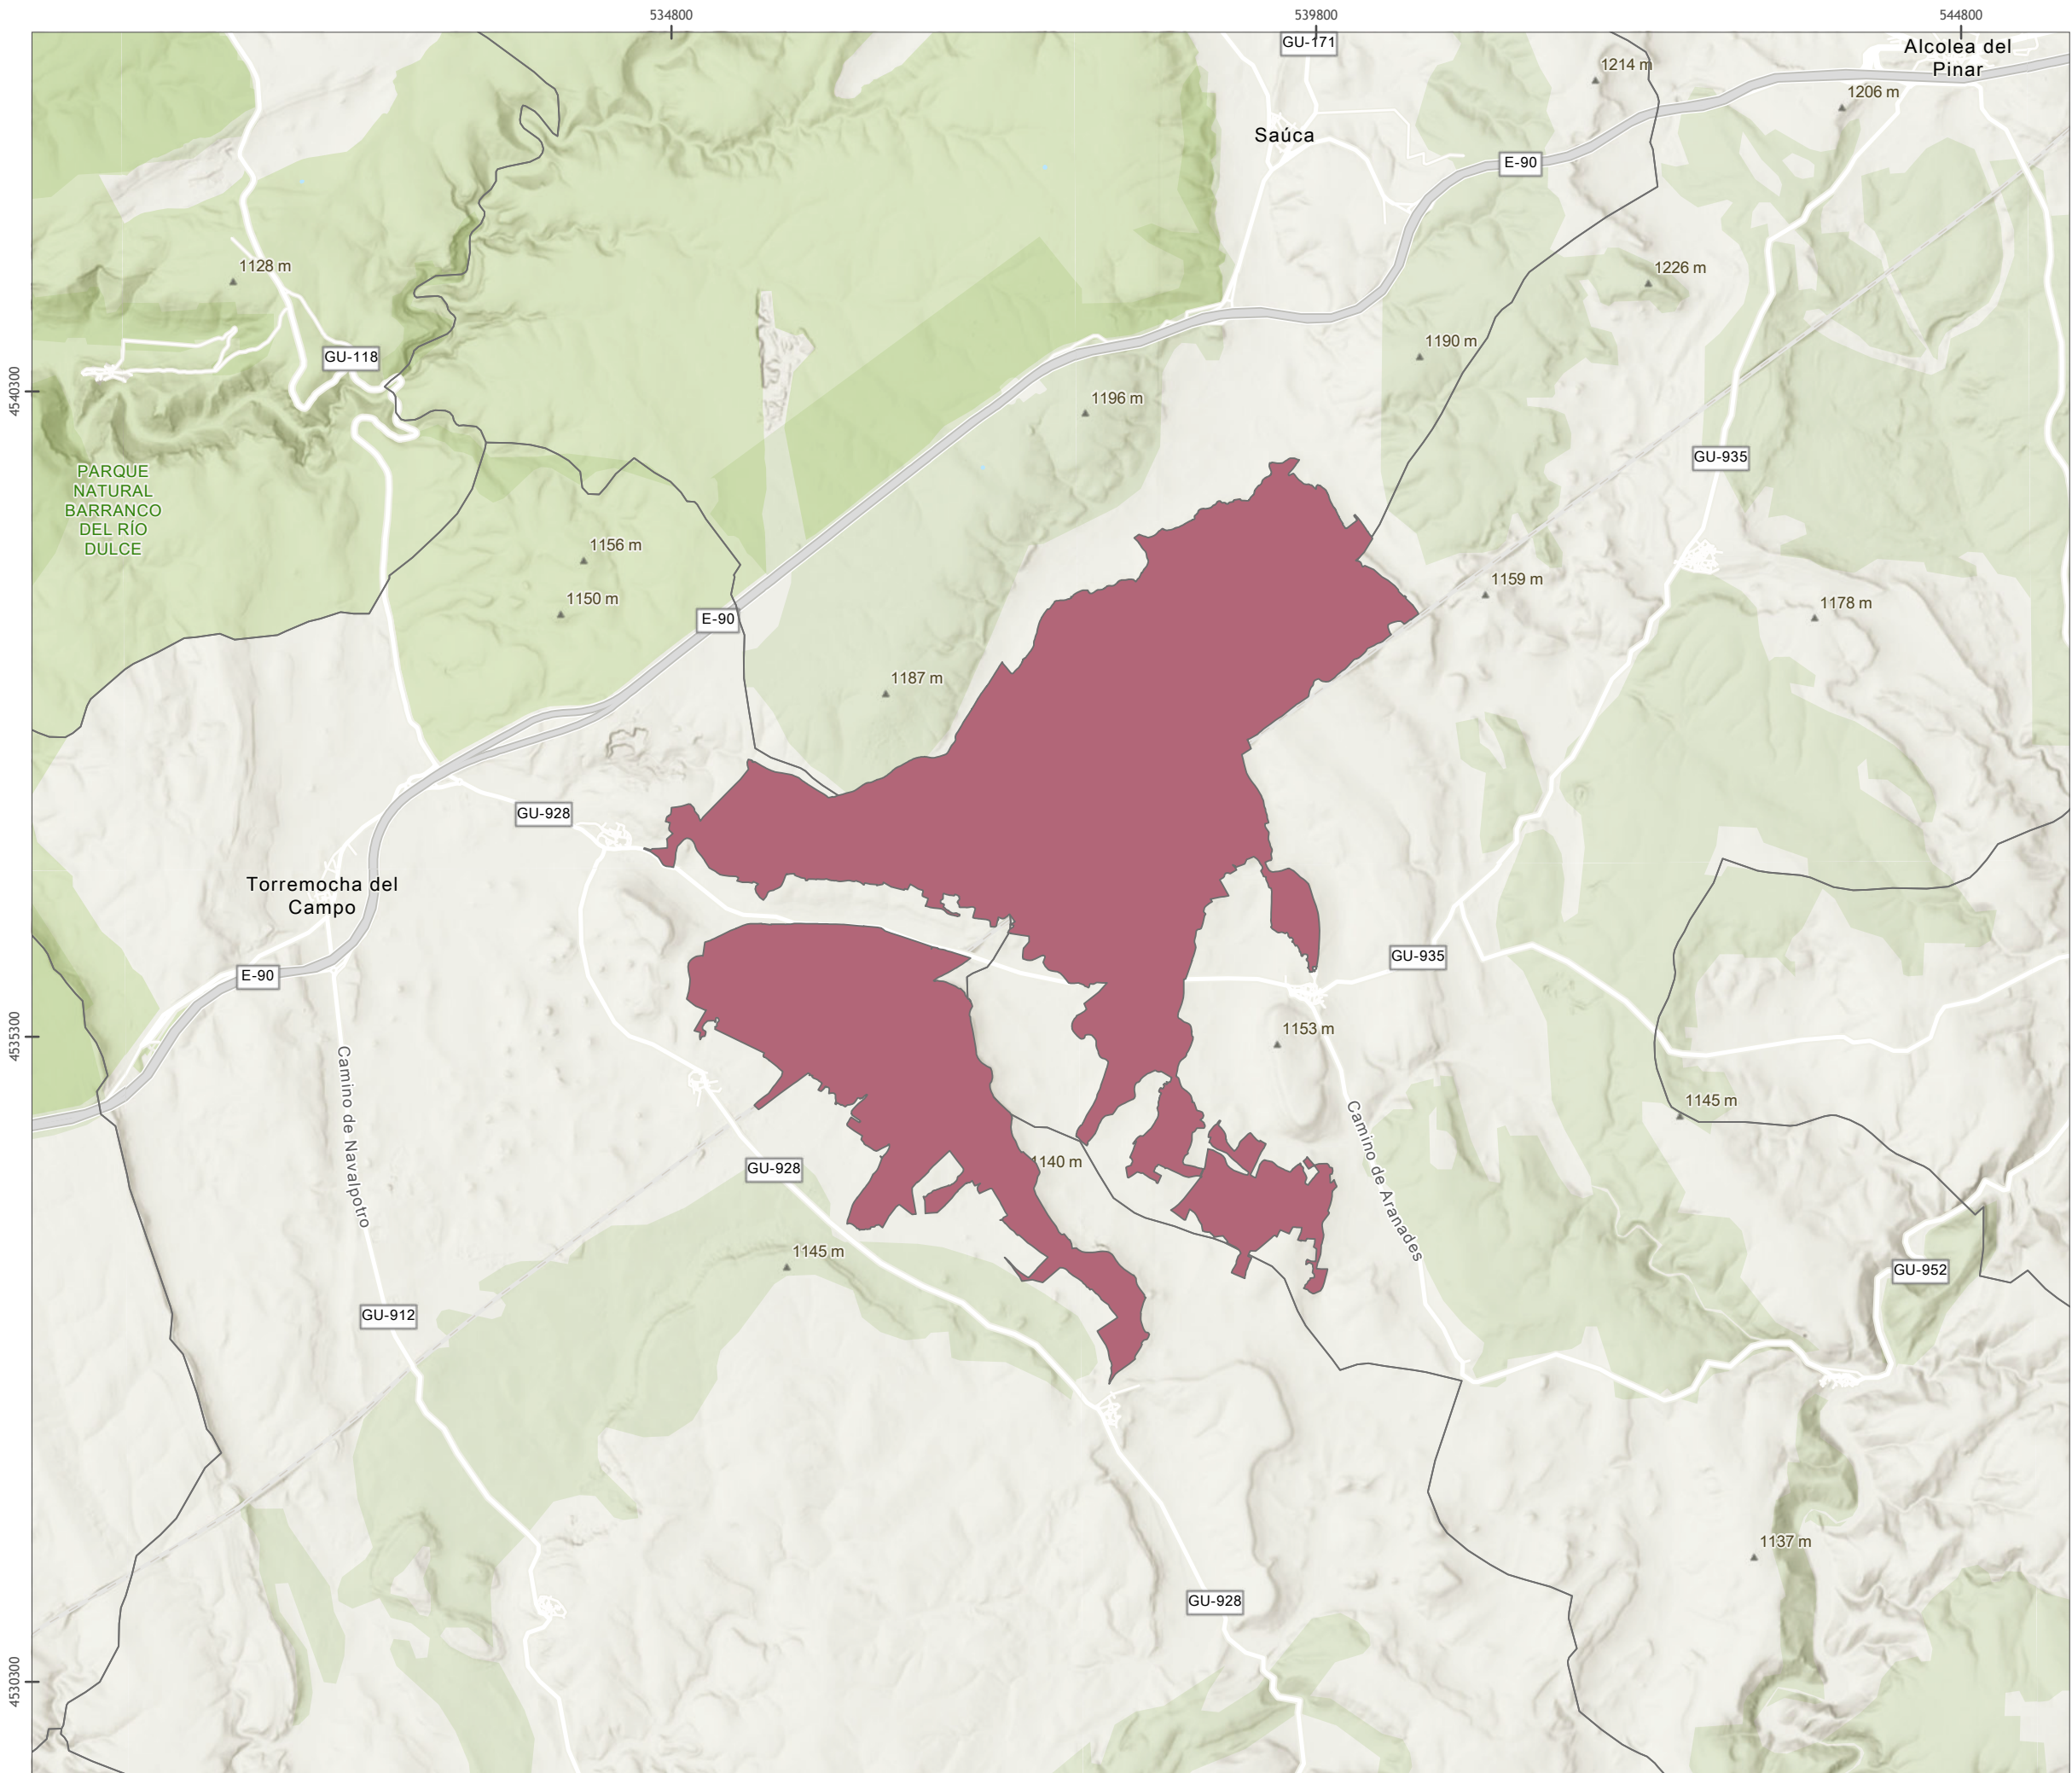 534800
539800
544800
GU-171
Alcolea del
Pinar
1214 m
1206 m
Saúca
E-90
1128 m
1226 m
GU-118
1190 m
4540300
1196 m
GU-935
PARQUE
NATURAL
BARRANCO
DEL RÍO
DULCE
1156 m
1159 m
1150 m
1178 m
E-90
1187 m
GU-928
Torremocha del
Campo
GU-935
E-90
4535300
1153 m
Camino de Navalpotro
1145 m
Camino de Aranades
1140 m
GU-928
1145 m
GU-952
GU-912
1137 m
GU-928
4530300